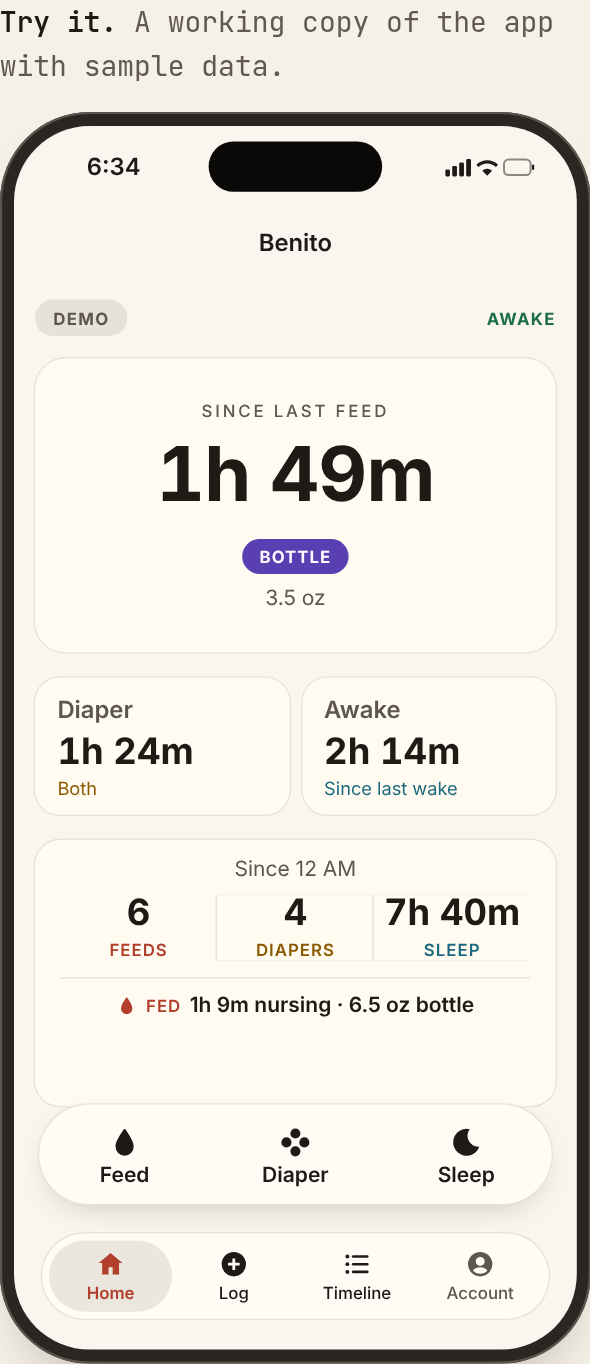 Try it. A working copy of the app
with sample data.
6:34
Benito
DEMO
AWAKE
SINCE LAST FEED
1h 49m
BOTTLE
3.5 oz
Diaper
1h 24m
Both
Awake
2h 14m
Since last wake
Since 12 AM
6
FEEDS
4
DIAPERS
7h 40m
SLEEP
FED 1h 9m nursing · 6.5 oz bottle
Feed
Diaper
Sleep
Home
Log
Timeline
Account